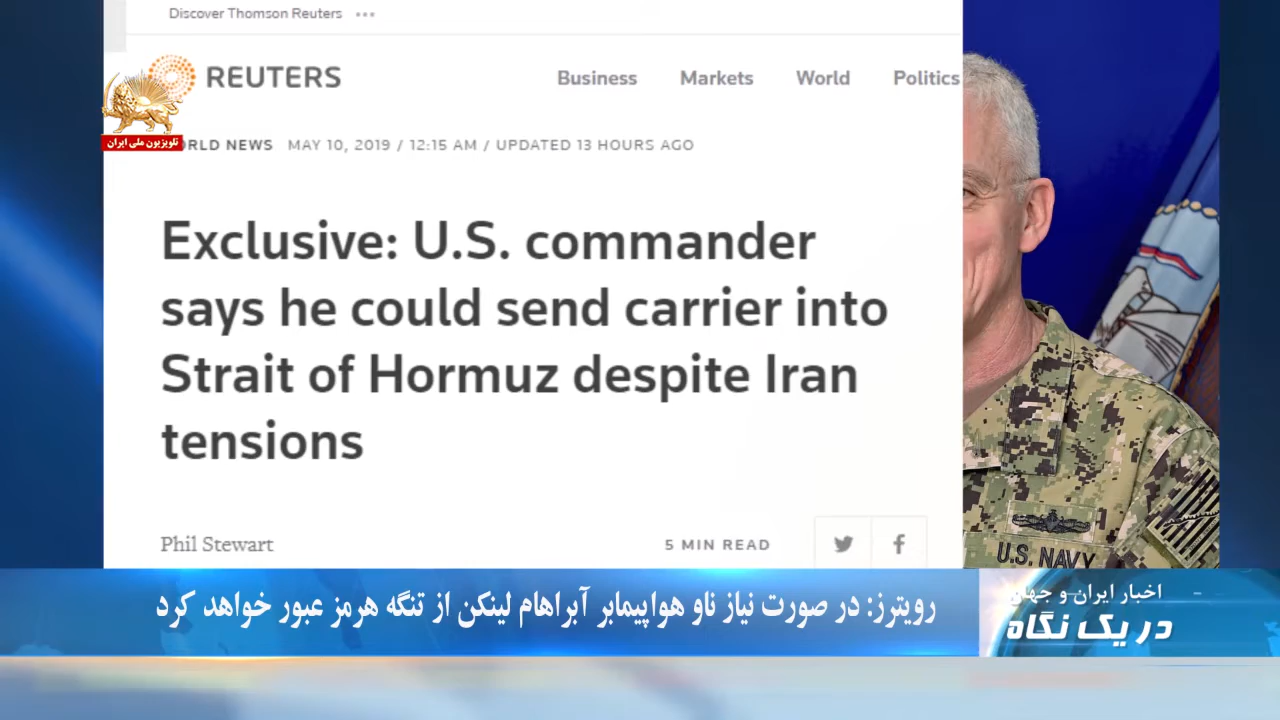 Discover Thomson Reuters
REUTERS
Business Markets World Politics
تلویزیون ملی ایران
RLD NEWS MAY 10, 2019 / 12:15 AM / UPDATED 13 HOURS AGO
Exclusive: U.S. commander
says he could send carrier into
Strait of Hormuz despite Iran
tensions
Phil Stewart
5 MIN READ
U.S. NAVY
رویترز: در صورت نیاز ناو هواپیمابر آبراهام لینکن از تنگه هرمز عبور خواهد کرد
اخبار ایران و جهان
در یک نگاه